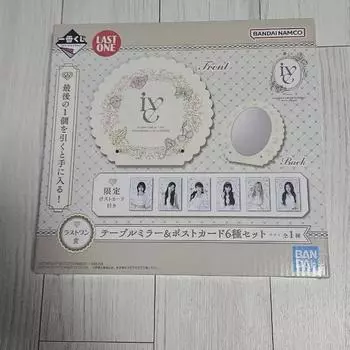 一番くじ
LAST
ONE
BANDAI NAMCO
Front
IVE
IVE
最後の1個を引くと手に入る!
Back
限定
ポストカード
付き
ラストワン
賞
テーブルミラー&ポストカード6種セット・・・全1種
BAN
DAI